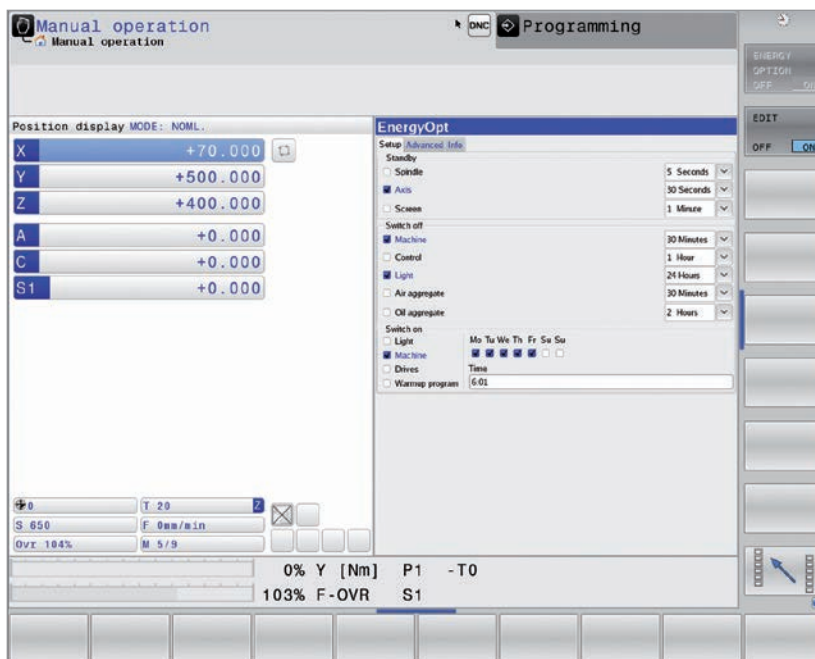 Manual operation
DNC
Programming
Manual operation
ENERGY
OPTION
OFF ON
EDIT
OFF ON
Position display MODE: NOML.
X +70.000
Y +500.000
Z +400.000
A +0.000
C +0.000
S1 +0.000
EnergyOpt
Setup Advanced Info
Standby
Spindle 5 Seconds
Axis 30 Seconds
Screen 1 Minute
Switch off
Machine 30 Minutes
Control 1 Hour
Light 24 Hours
Air aggregate 30 Minutes
Oil aggregate 2 Hours
Switch on
Light Mo Tu We Th Fr Su Su
Machine
Drives Time
Warmup program 6:01
0 T 20 Z
S 650 F 0mm/min
Ovr 104% M 5/9
0% Y [Nm] P1 -T0
103% F-OVR S1